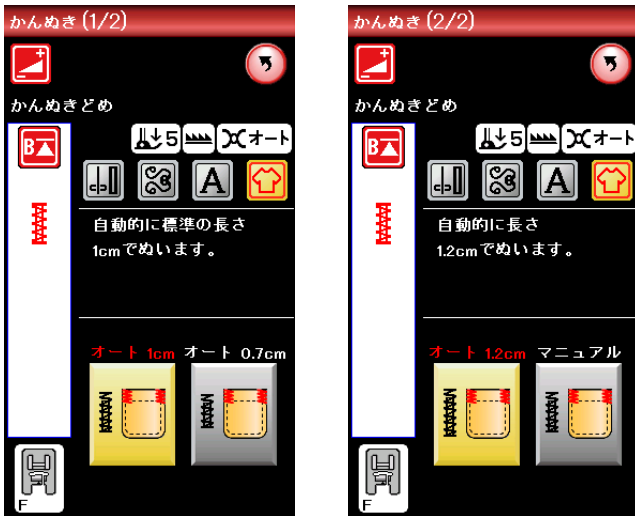 かんぬき(1/2)
かんぬきどめ
B
5
オート
A
自動的に標準の長さ
1cmでぬいます。
オート 1cm オート 0.7cm
F
かんぬき(2/2)
かんぬきどめ
B
5
オート
A
自動的に長さ
1.2cmでぬいます。
オート 1.2cm マニュアル
F